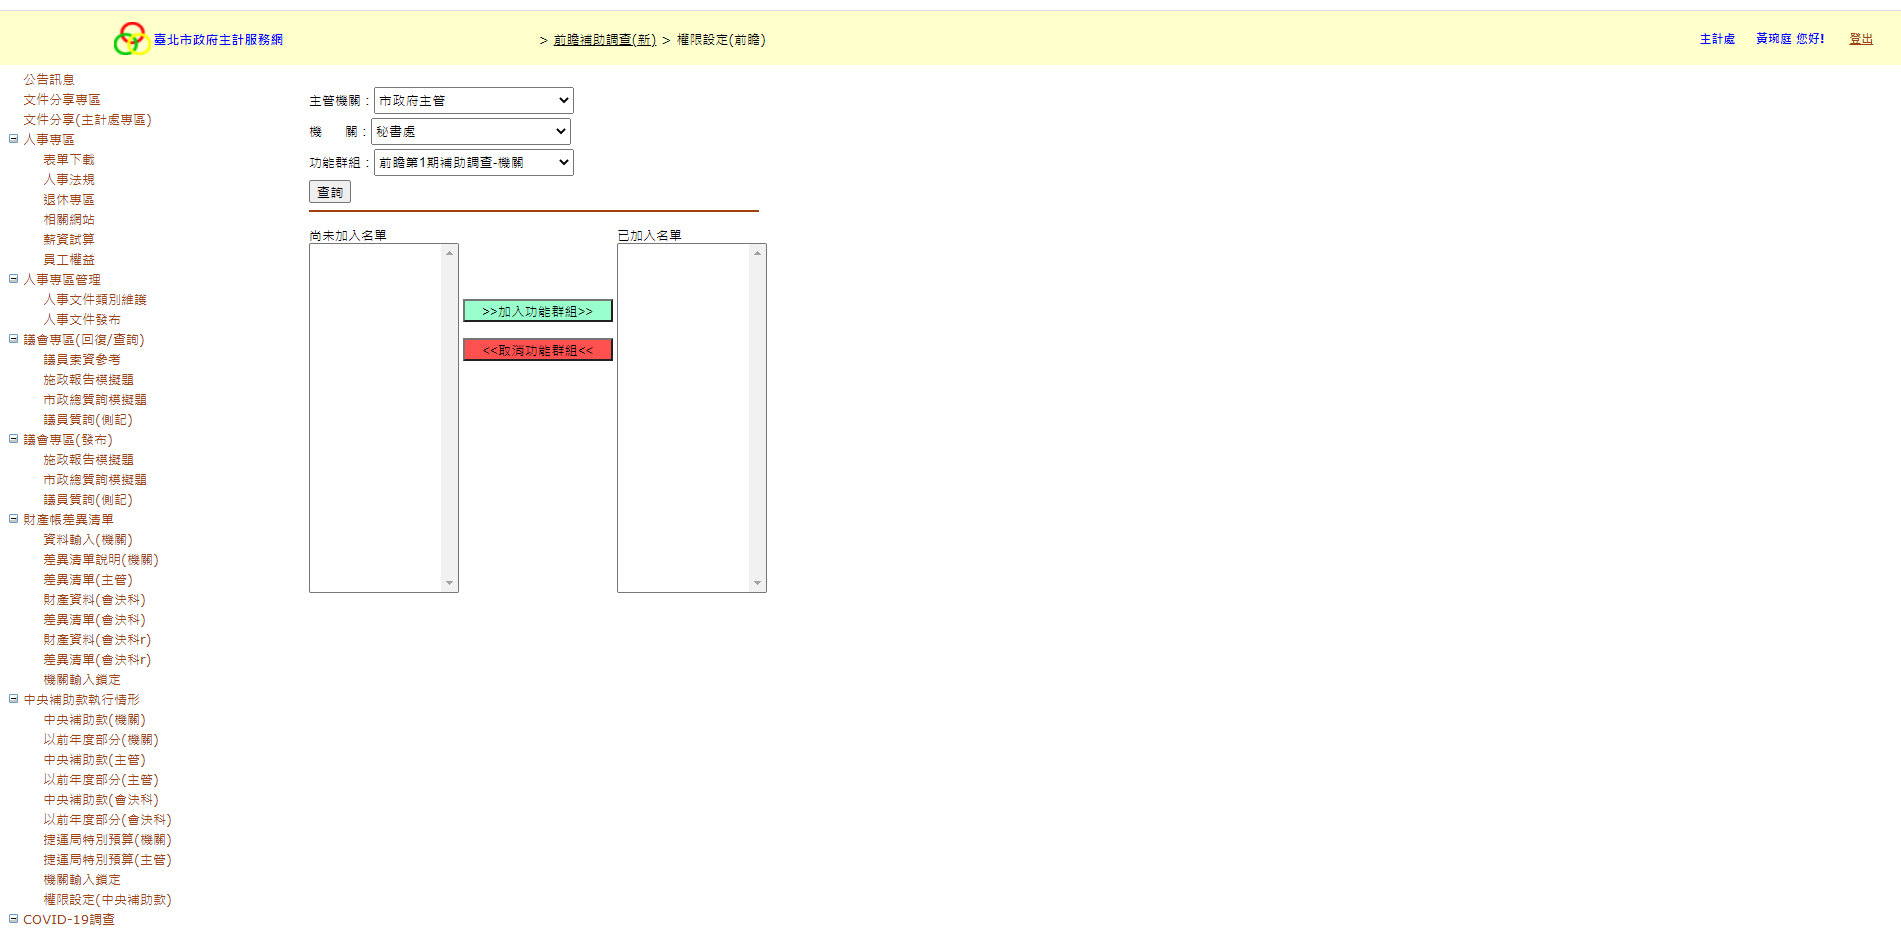 臺北市政府主計服務網
> 前瞻補助調查(新) > 權限設定(前瞻)
主計處 黃琬庭 您好! 登出
公告訊息
文件分享專區
文件分享(主計處專區)
人事專區
表單下載
人事法規
退休專區
相關網站
薪資試算
員工權益
人事專區管理
人事文件類別維護
人事文件發布
議會專區(回復/查詢)
議員索資參考
施政報告模擬題
市政總質詢模擬題
議員質詢(側記)
議會專區(發布)
施政報告模擬題
市政總質詢模擬題
議員質詢(側記)
財產帳差異清單
資料輸入(機關)
差異清單說明(機關)
差異清單(主管)
財產資料(會決科)
差異清單(會決科)
財產資料(會決科r)
差異清單(會決科r)
機關輸入鎖定
中央補助款執行情形
中央補助款(機關)
以前年度部分(機關)
中央補助款(主管)
以前年度部分(主管)
中央補助款(會決科)
以前年度部分(會決科)
捷運局特別預算(機關)
捷運局特別預算(主管)
機關輸入鎖定
權限設定(中央補助款)
COVID-19調查
主管機關：市政府主管
機　關：秘書處
功能群組：前瞻第1期補助調查-機關
查詢
尚未加入名單
已加入名單
>>加入功能群組>>
<<取消功能群組<<